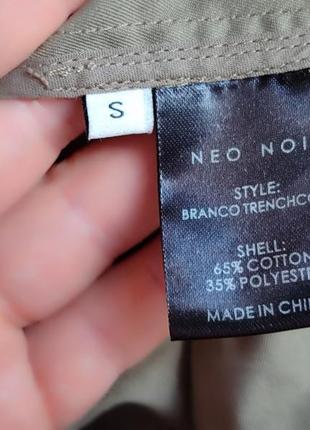 S
NEO NOI
STYLE:
BRANCO TRENCHCO
SHELL:
65% COTTON
35% POLYESTE
MADE IN CHIN